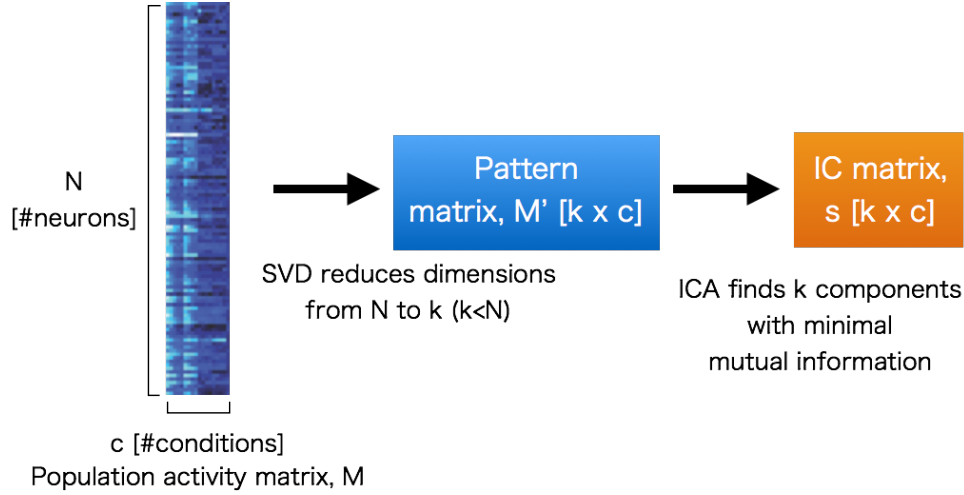 N
[#neurons]
c [#conditions]
Population activity matrix, M
Pattern
matrix, M’ [k x c]
SVD reduces dimensions
from N to k (k<N)
IC matrix,
s [k x c]
ICA finds k components
with minimal
mutual information